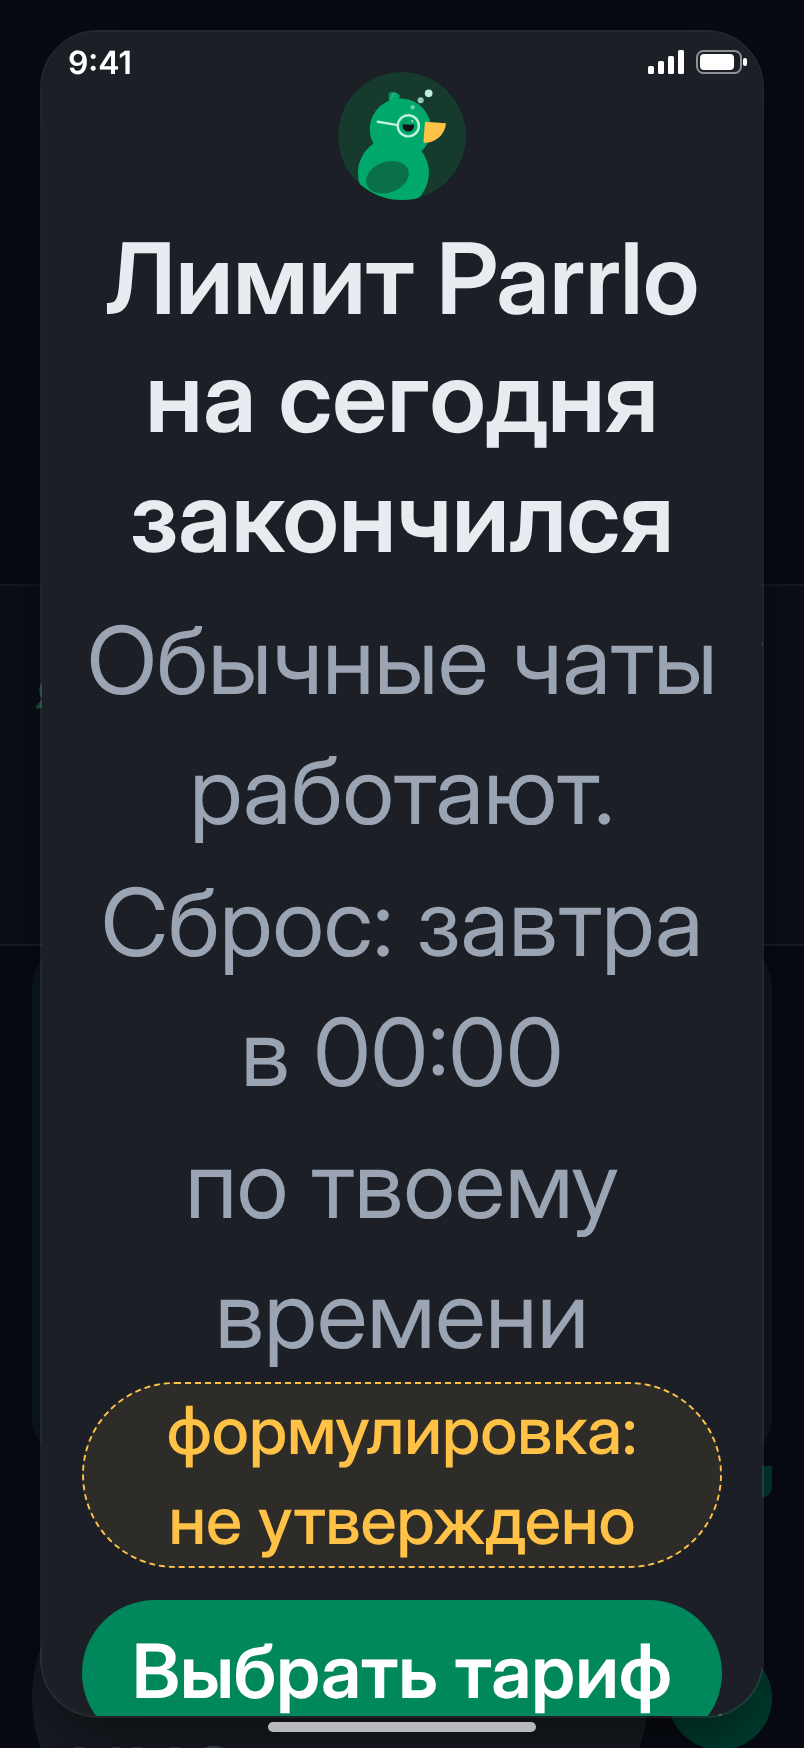 9:41
Лимит Parrlo
на сегодня
закончился
Обычные чаты
работают.
Сброс: завтра
в 00:00
по твоему
времени
формулировка:
не утверждено
Выбрать тариф